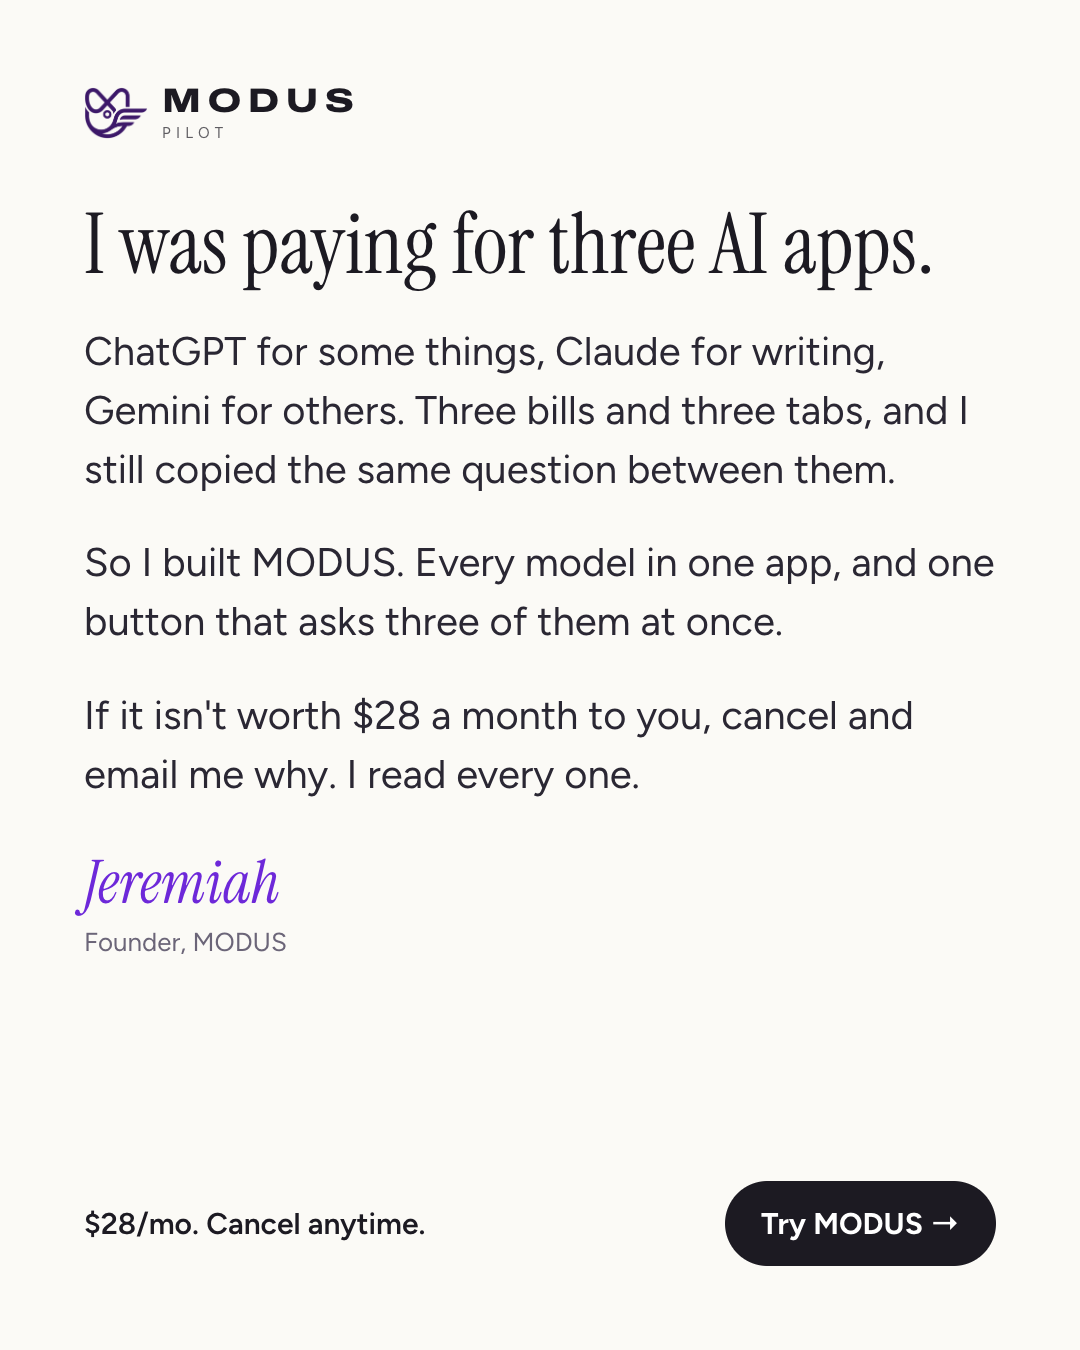 MODUS
PILOT
I was paying for three AI apps.
ChatGPT for some things, Claude for writing,
Gemini for others. Three bills and three tabs, and I
still copied the same question between them.
So I built MODUS. Every model in one app, and one
button that asks three of them at once.
If it isn't worth $28 a month to you, cancel and
email me why. I read every one.
Jeremiah
Founder, MODUS
$28/mo. Cancel anytime.
Try MODUS →